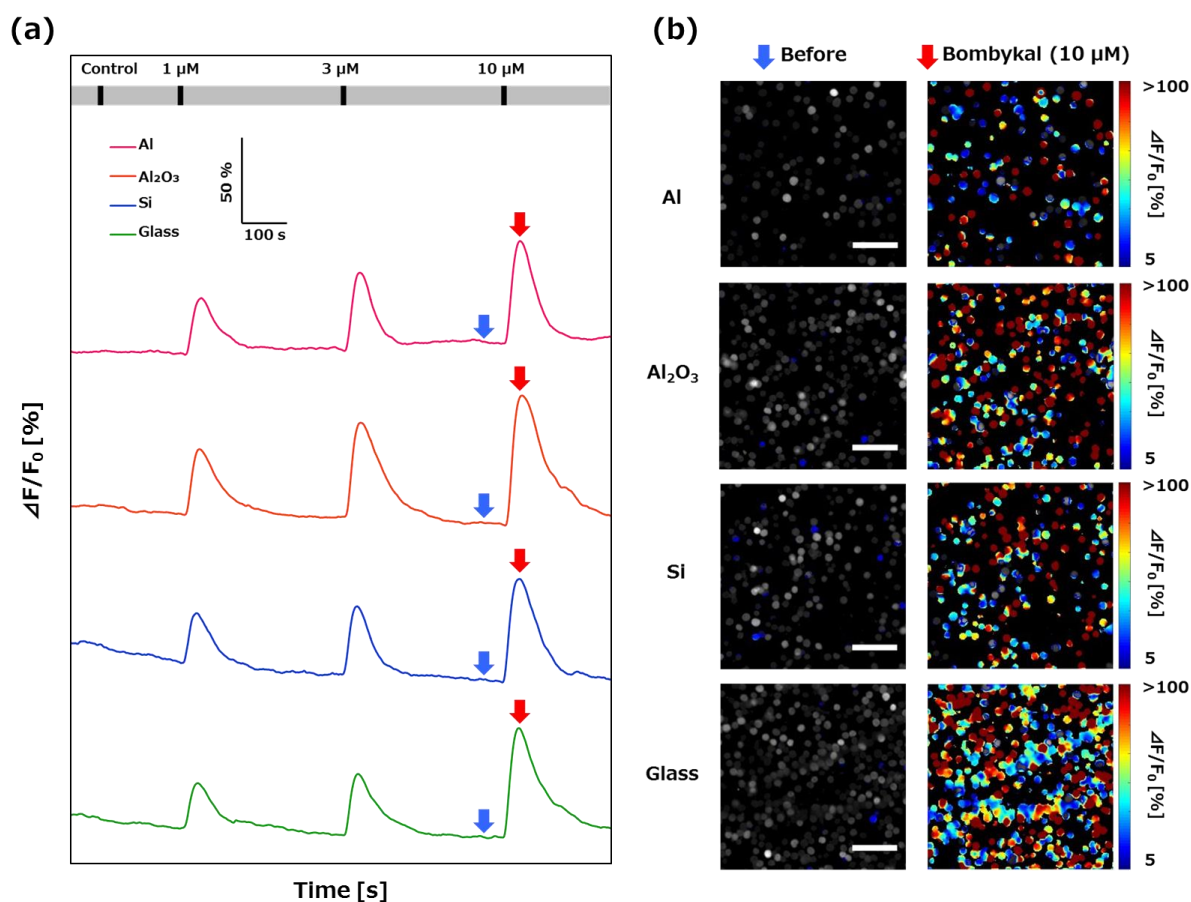 (a)
Control 1 μM 3 μM 10 μM
Al
Al₂O₃
Si
Glass
50 %
100 s
ΔF/F₀ [%]
Time [s]
(b)
Before Bombykal (10 μM)
Al
>100
ΔF/F₀ [%]
5
Al₂O₃
>100
ΔF/F₀ [%]
5
Si
>100
ΔF/F₀ [%]
5
Glass
>100
ΔF/F₀ [%]
5